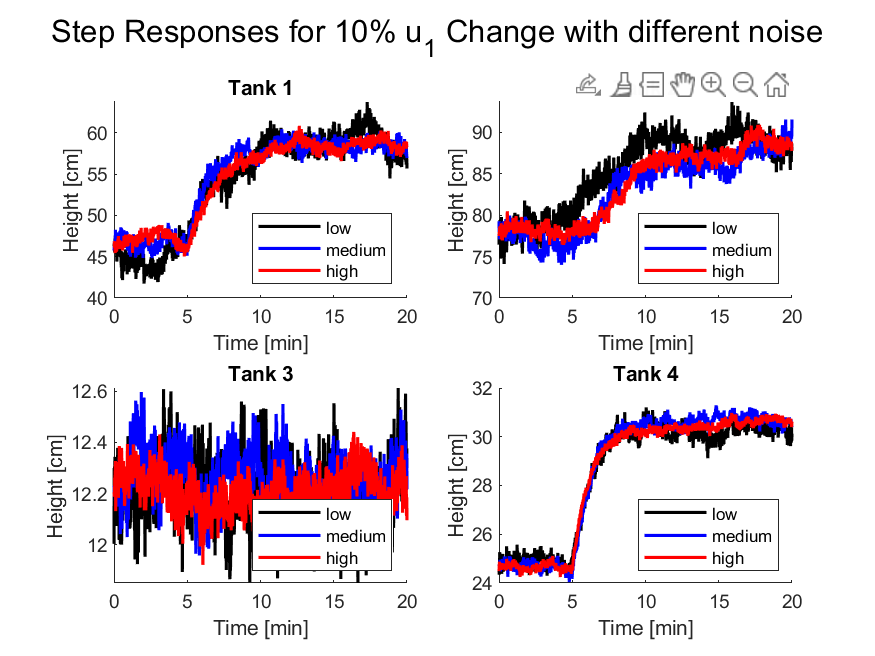 Step Responses for 10% u1 Change with different noise
Tank 1
Height [cm]
60
55
50
45
40
low
medium
high
0
5
10
15
20
Time [min]
Height [cm]
90
85
80
75
70
low
medium
high
0
5
10
15
20
Time [min]
Tank 3
Height [cm]
12.6
12.4
12.2
12
low
medium
high
0
5
10
15
20
Time [min]
Tank 4
Height [cm]
32
30
28
26
24
low
medium
high
0
5
10
15
20
Time [min]